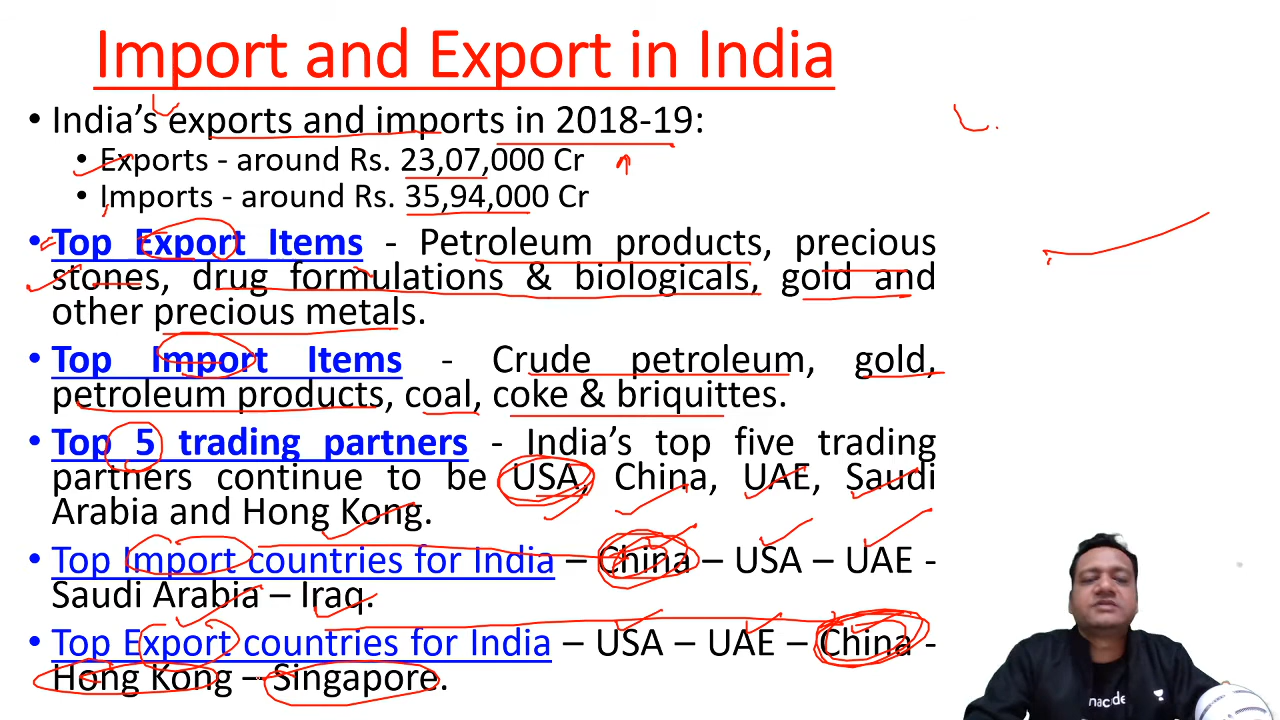 Import and Export in India
• India's exports and imports in 2018-19:
• Exports - around Rs. 23,07,000 Cr
• Imports - around Rs. 35,94,000 Cr
• Top Export Items - Petroleum products, precious
stones, drug formulations & biologicals, gold and
other precious metals.
• Top Import Items - Crude petroleum, gold,
petroleum products, coal, coke & briquittes.
• Top 5 trading partners - India's top five trading
partners continue to be USA, China, UAE, Saudi
Arabia and Hong Kong.
• Top Import countries for India – China – USA – UAE -
Saudi Arabia – Iraq.
• Top Export countries for India – USA – UAE – China -
Hong Kong – Singapore.